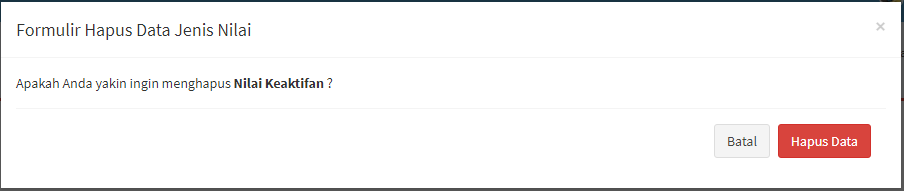 Formulir Hapus Data Jenis Nilai
×
Apakah Anda yakin ingin menghapus Nilai Keaktifan ?
Batal
Hapus Data